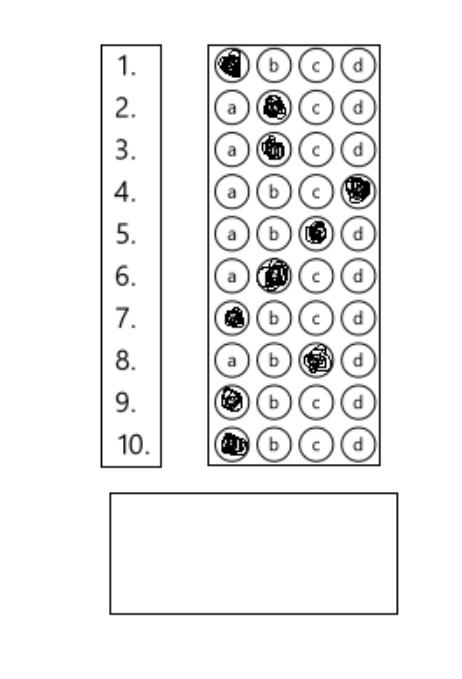 1. b c d
2. a c d
3. a c d
4. a b c
5. a b d
6. a c d
7. b c d
8. a b d
9. b c d
10. b c d